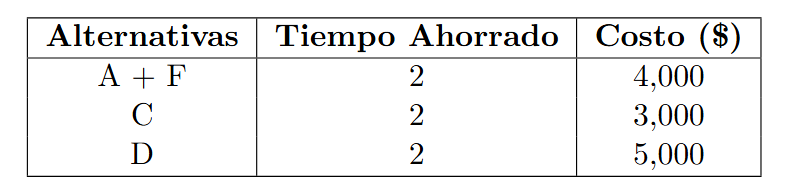 Alternativas Tiempo Ahorrado Costo ($)
A + F 2 4,000
C 2 3,000
D 2 5,000